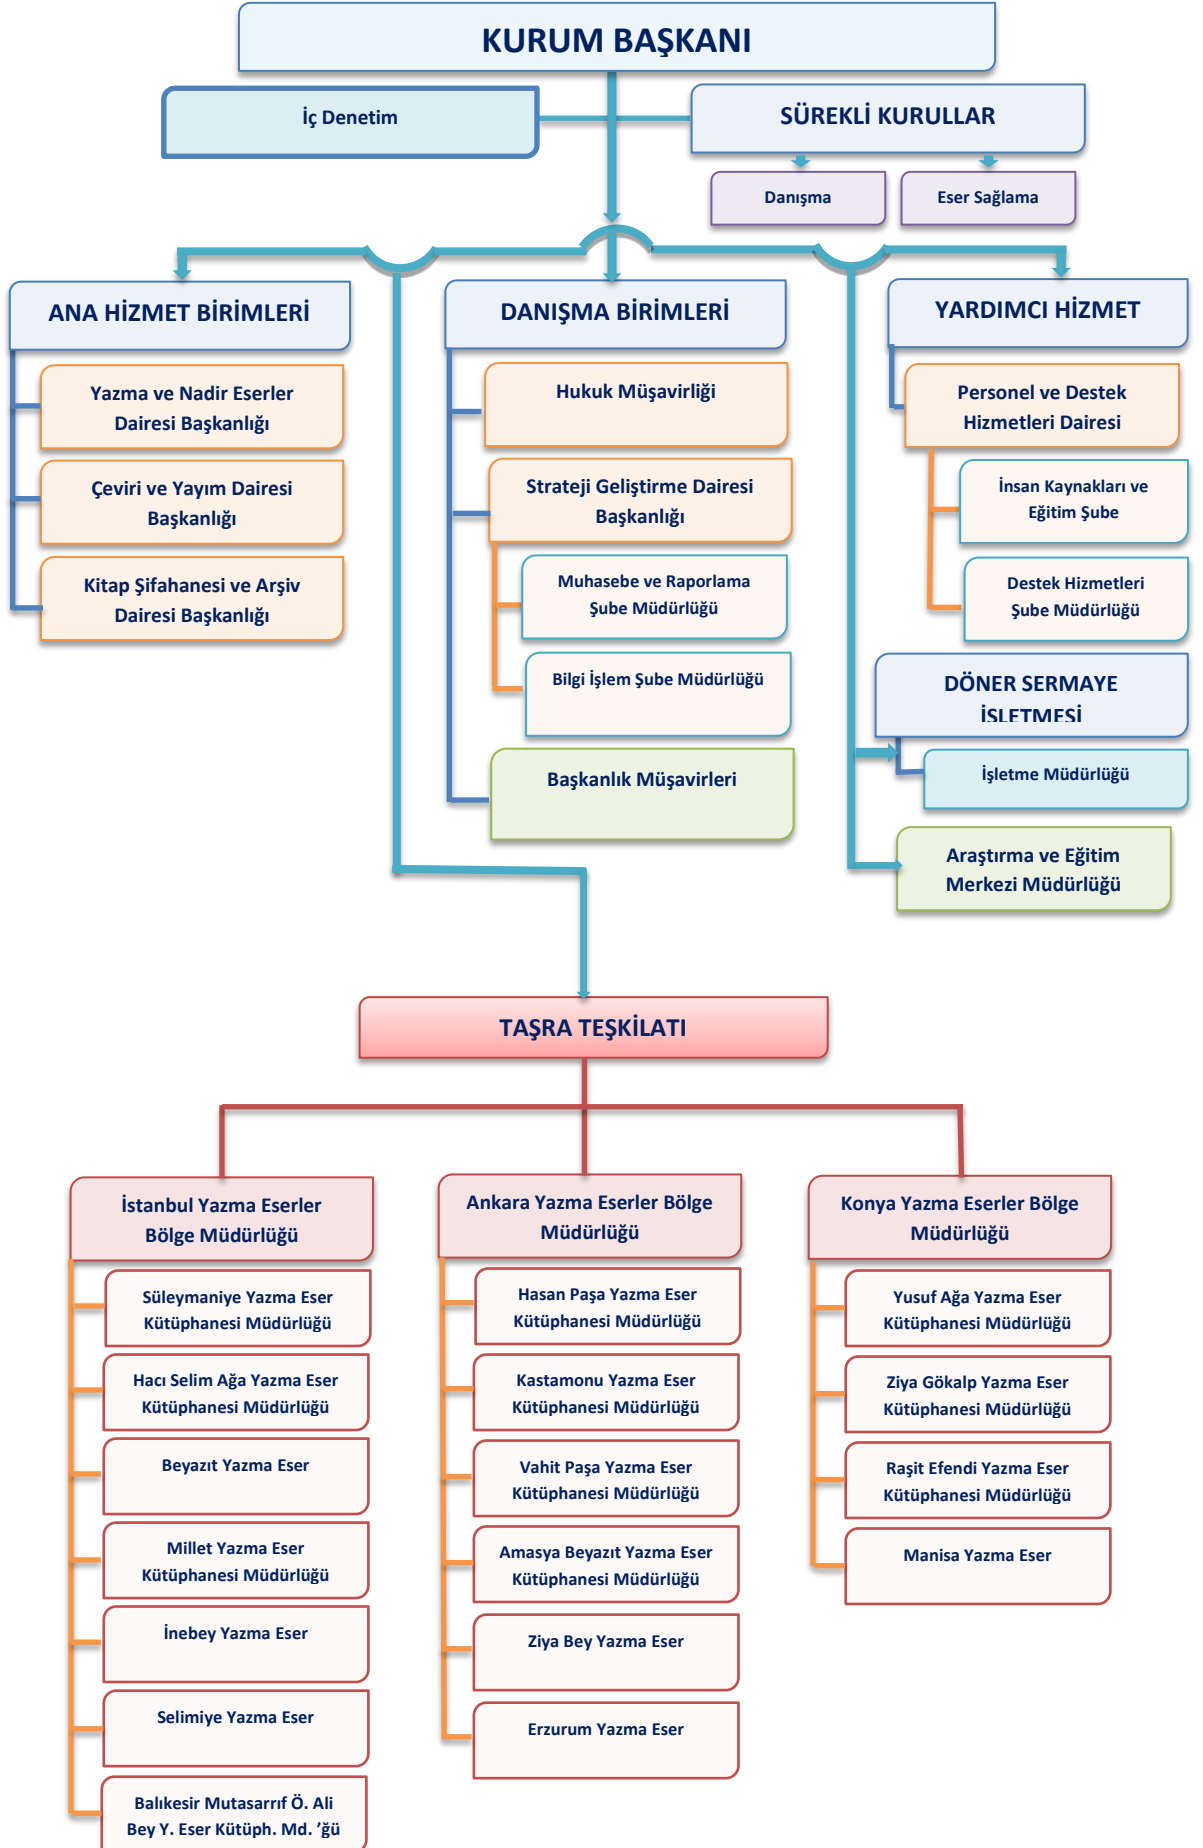 KURUM BAŞKANI
İç Denetim
SÜREKLİ KURULLAR
Danışma
Eser Sağlama
ANA HİZMET BİRİMLERİ
Yazma ve Nadir Eserler
Dairesi Başkanlığı
Çeviri ve Yayım Dairesi
Başkanlığı
Kitap Şifahanesi ve Arşiv
Dairesi Başkanlığı
DANIŞMA BİRİMLERİ
Hukuk Müşavirliği
Strateji Geliştirme Dairesi
Başkanlığı
Muhasebe ve Raporlama
Şube Müdürlüğü
Bilgi İşlem Şube Müdürlüğü
Başkanlık Müşavirleri
YARDIMCI HİZMET
Personel ve Destek
Hizmetleri Dairesi
İnsan Kaynakları ve
Eğitim Şube
Destek Hizmetleri
Şube Müdürlüğü
DÖNER SERMAYE
İŞLETMESİ
İşletme Müdürlüğü
Araştırma ve Eğitim
Merkezi Müdürlüğü
TAŞRA TEŞKİLATI
İstanbul Yazma Eserler
Bölge Müdürlüğü
Süleymaniye Yazma Eser
Kütüphanesi Müdürlüğü
Hacı Selim Ağa Yazma Eser
Kütüphanesi Müdürlüğü
Beyazıt Yazma Eser
Millet Yazma Eser
Kütüphanesi Müdürlüğü
İnebey Yazma Eser
Selimiye Yazma Eser
Balıkesir Mutasarrıf Ö. Ali
Bey Y. Eser Kütüph. Md. 'ğü
Ankara Yazma Eserler Bölge
Müdürlüğü
Hasan Paşa Yazma Eser
Kütüphanesi Müdürlüğü
Kastamonu Yazma Eser
Kütüphanesi Müdürlüğü
Vahit Paşa Yazma Eser
Kütüphanesi Müdürlüğü
Amasya Beyazıt Yazma Eser
Kütüphanesi Müdürlüğü
Ziya Bey Yazma Eser
Erzurum Yazma Eser
Konya Yazma Eserler Bölge
Müdürlüğü
Yusuf Ağa Yazma Eser
Kütüphanesi Müdürlüğü
Ziya Gökalp Yazma Eser
Kütüphanesi Müdürlüğü
Raşit Efendi Yazma Eser
Kütüphanesi Müdürlüğü
Manisa Yazma Eser